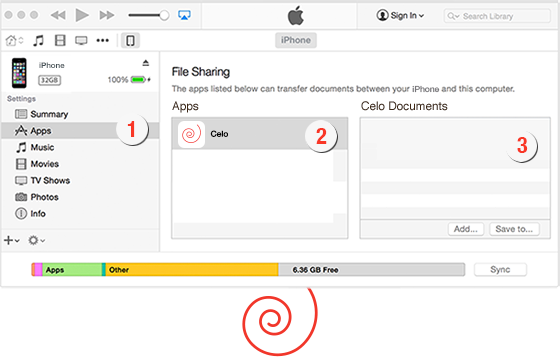 Sign In
Search Library
iPhone
iPhone
32GB
100%
Settings
Summary
Apps
Music
Movies
TV Shows
Photos
Info
1
File Sharing
The apps listed below can transfer documents between your iPhone and this computer.
Apps
Celo
2
Celo Documents
3
Add...
Save to...
Apps
Other
6.36 GB Free
Sync